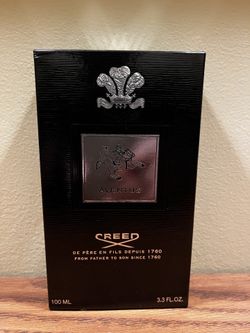 AVENTUS
CREED
DE PÈRE EN FILS DEPUIS 1760
FROM FATHER TO SON SINCE 1760
100 ML 3.3 FL.OZ.